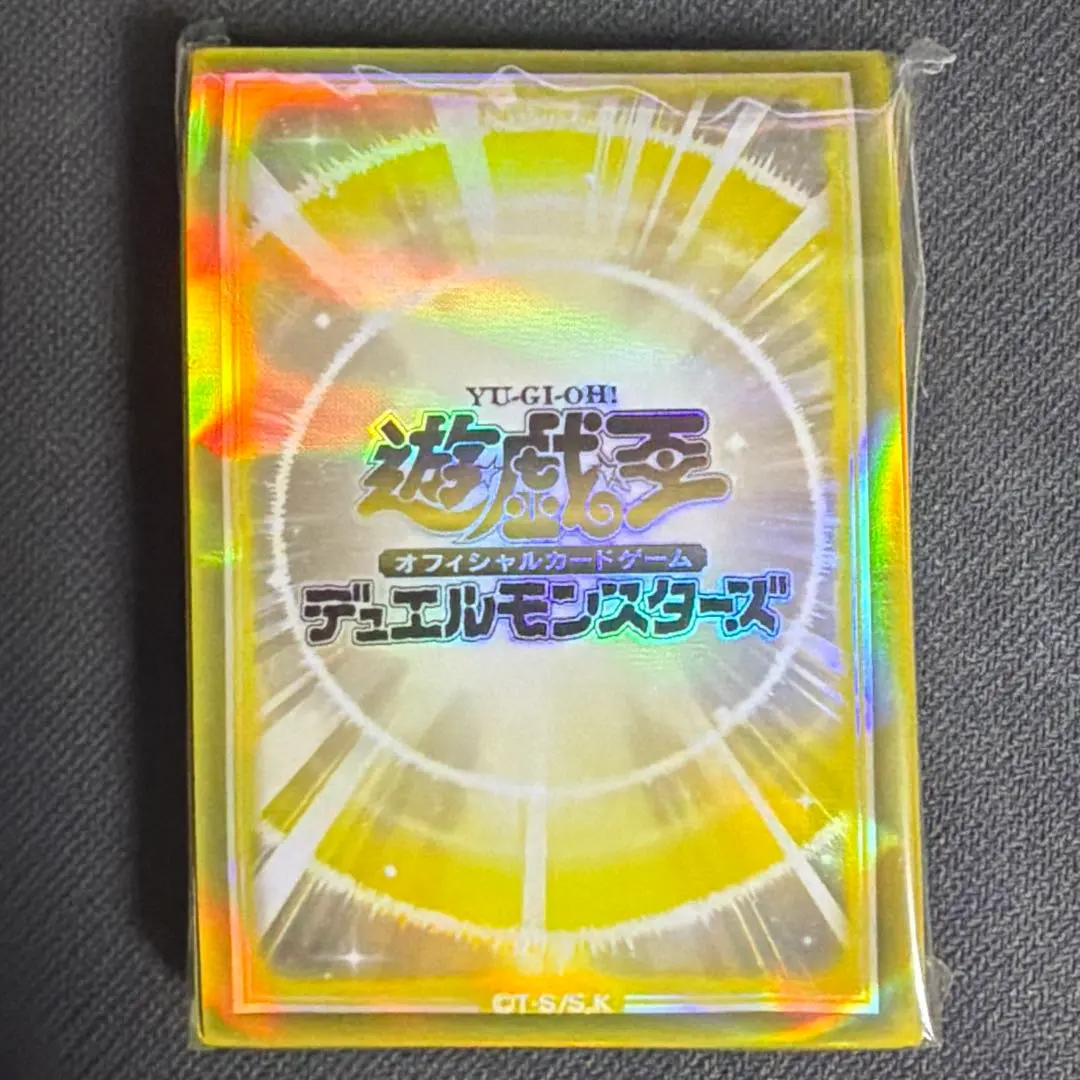 YU-GI-OH!
遊戯王
オフィシャルカードゲーム
デュエルモンスターズ
©T-S/S.K